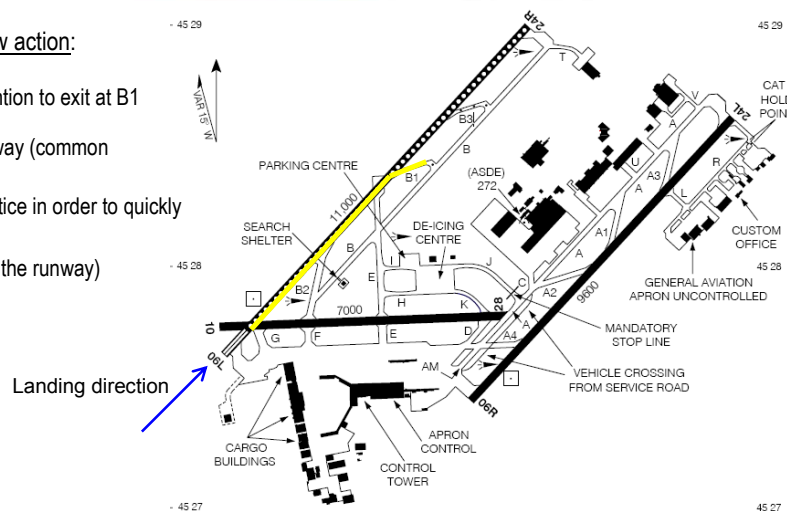 w action:
ntion to exit at B1
way (common
tice in order to quickly
the runway)
Landing direction
- 45 29
45 29
24R
T
VAR 15° W
B3
B
PARKING CENTRE
B1
11,000
(ASDE)
272
V
A
U
A3
A
24L
CAT
HOLD
POIN
R
L
SEARCH
SHELTER
DE-ICING
CENTRE
A1
A
CUSTOM
OFFICE
- 45 28
45 28
B
I
J
E
C
B2
H
K
28
A2
9600
GENERAL AVIATION
APRON UNCONTROLLED
10
7000
MANDATORY
STOP LINE
G
F
E
D
A
A4
06L
AM
VEHICLE CROSSING
FROM SERVICE ROAD
06R
CARGO
BUILDINGS
APRON
CONTROL
CONTROL
TOWER
- 45 27
45 27